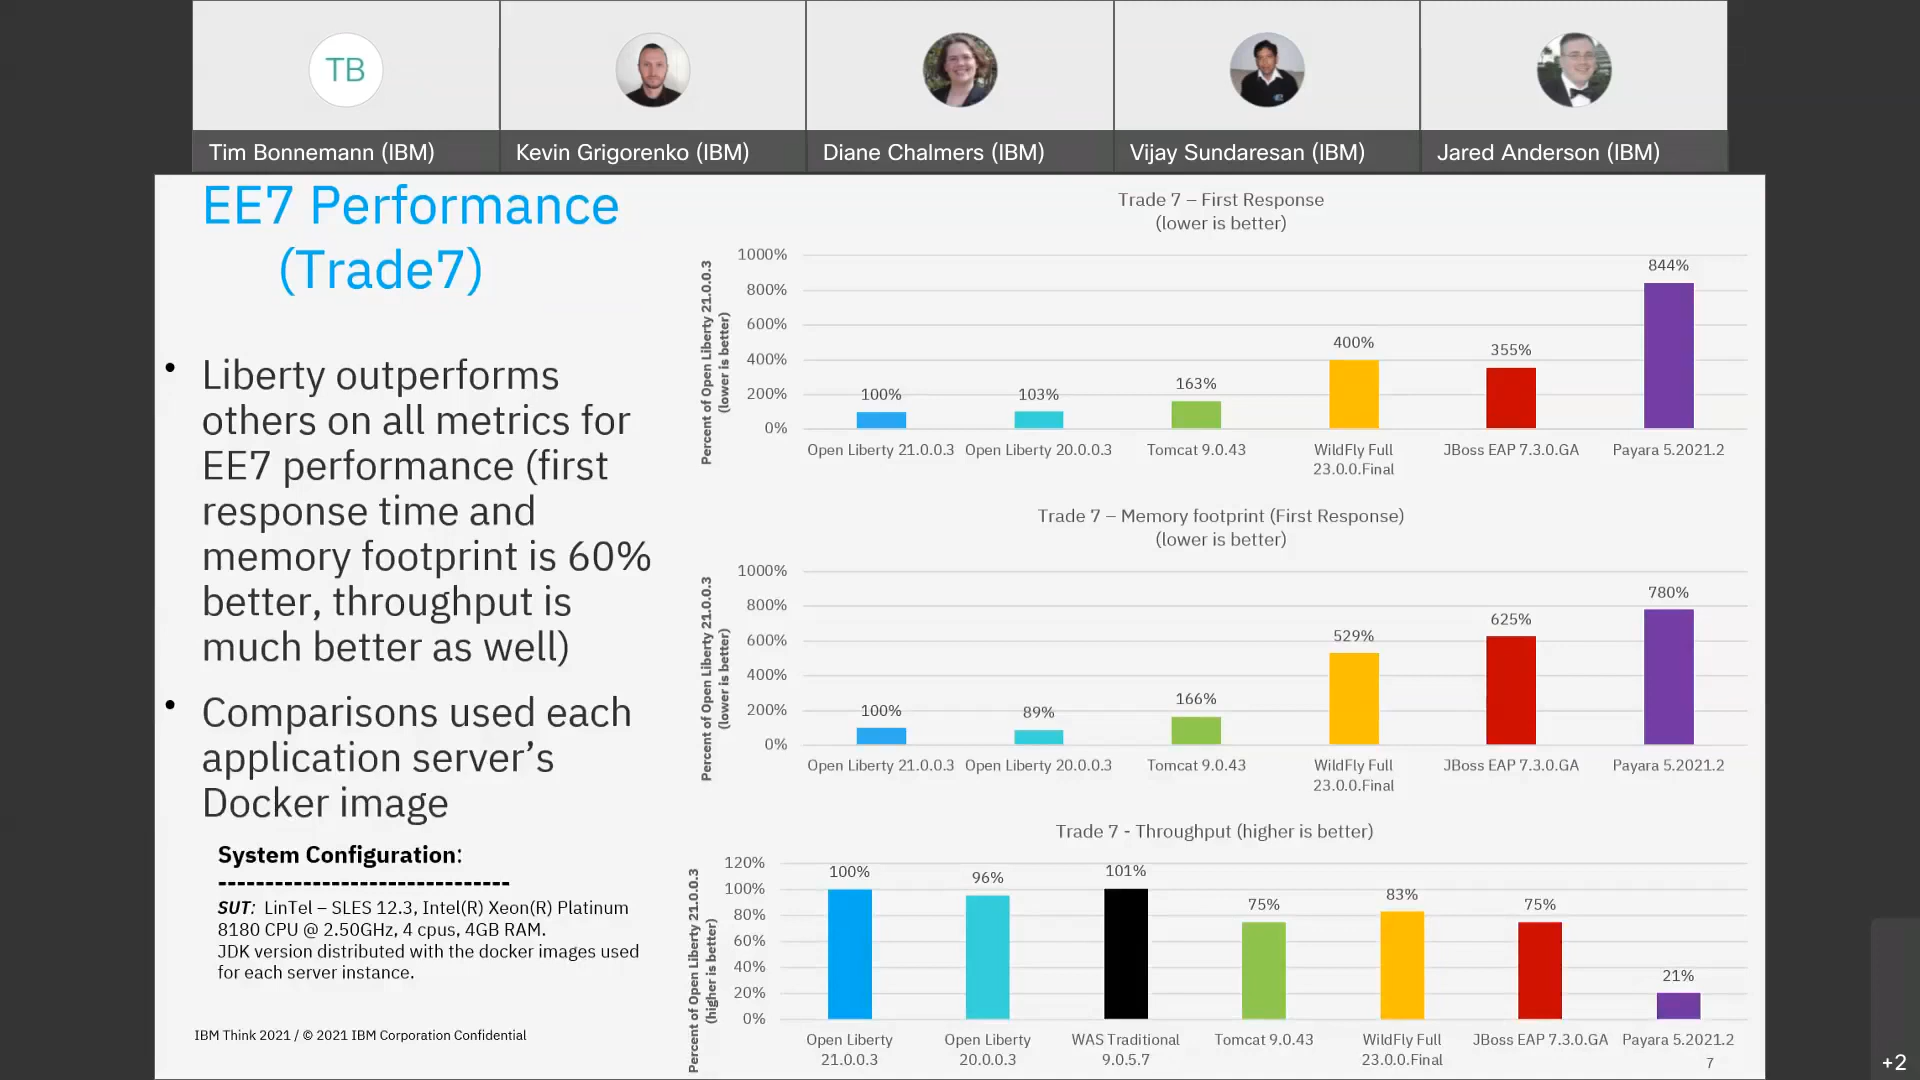 TB
Tim Bonnemann (IBM)
Kevin Grigorenko (IBM)
Diane Chalmers (IBM)
Vijay Sundaresan (IBM)
Jared Anderson (IBM)
EE7 Performance
(Trade7)
• Liberty outperforms
others on all metrics for
EE7 performance (first
response time and
memory footprint is 60%
better, throughput is
much better as well)
• Comparisons used each
application server’s
Docker image
System Configuration:
-------------------------------
SUT: LinTel – SLES 12.3, Intel(R) Xeon(R) Platinum
8180 CPU @ 2.50GHz, 4 cpus, 4GB RAM.
JDK version distributed with the docker images used
for each server instance.
IBM Think 2021 / © 2021 IBM Corporation Confidential
Trade 7 – First Response
(lower is better)
Percent of Open Liberty 21.0.0.3
(lower is better)
1000%
800%
600%
400%
200%
0%
100%
103%
163%
400%
355%
844%
Open Liberty 21.0.0.3
Open Liberty 20.0.0.3
Tomcat 9.0.43
WildFly Full
23.0.0.Final
JBoss EAP 7.3.0.GA
Payara 5.2021.2
Trade 7 – Memory footprint (First Response)
(lower is better)
Percent of Open Liberty 21.0.0.3
(lower is better)
1000%
800%
600%
400%
200%
0%
100%
89%
166%
529%
625%
780%
Open Liberty 21.0.0.3
Open Liberty 20.0.0.3
Tomcat 9.0.43
WildFly Full
23.0.0.Final
JBoss EAP 7.3.0.GA
Payara 5.2021.2
Trade 7 - Throughput (higher is better)
Percent of Open Liberty 21.0.0.3
(higher is better)
120%
100%
80%
60%
40%
20%
0%
100%
96%
101%
75%
83%
75%
21%
Open Liberty
21.0.0.3
Open Liberty
20.0.0.3
WAS Traditional
9.0.5.7
Tomcat 9.0.43
WildFly Full
23.0.0.Final
JBoss EAP 7.3.0.GA
Payara 5.2021.2
7
+2